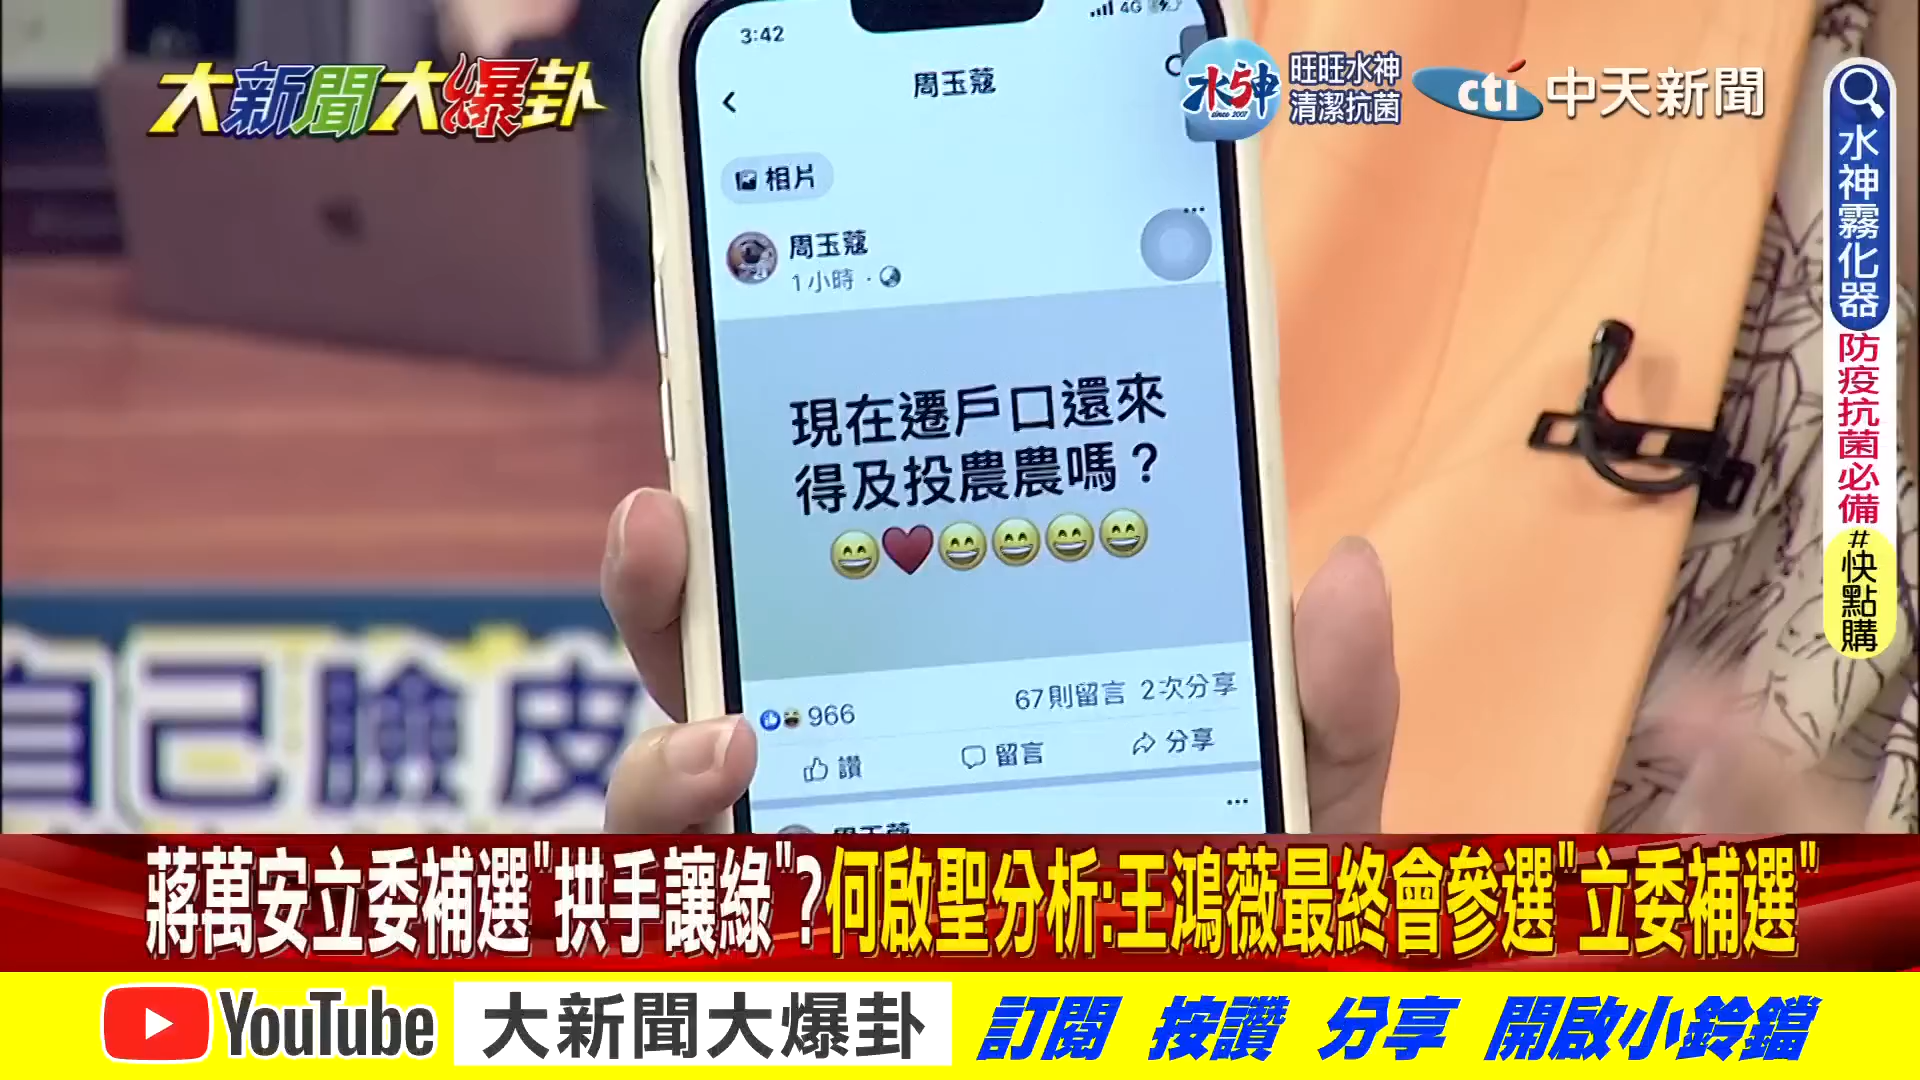 大新聞大爆卦
3:42
4G
周玉蔻
水神
since 2007
旺旺水神
清潔抗菌
cti 中天新聞
相片
周玉蔻
1小時
現在遷戶口還來
得及投農農嗎？
😄❤️😄😄😄😄
966
67則留言 2次分享
讚
留言
分享
周玉蔻
自己臉皮
水神霧化器
防疫抗菌必備
#快點購
蔣萬安立委補選"拱手讓綠"?何啟聖分析:王鴻薇最終會參選"立委補選"
YouTube 大新聞大爆卦 訂閱 按讚 分享 開啟小鈴鐺